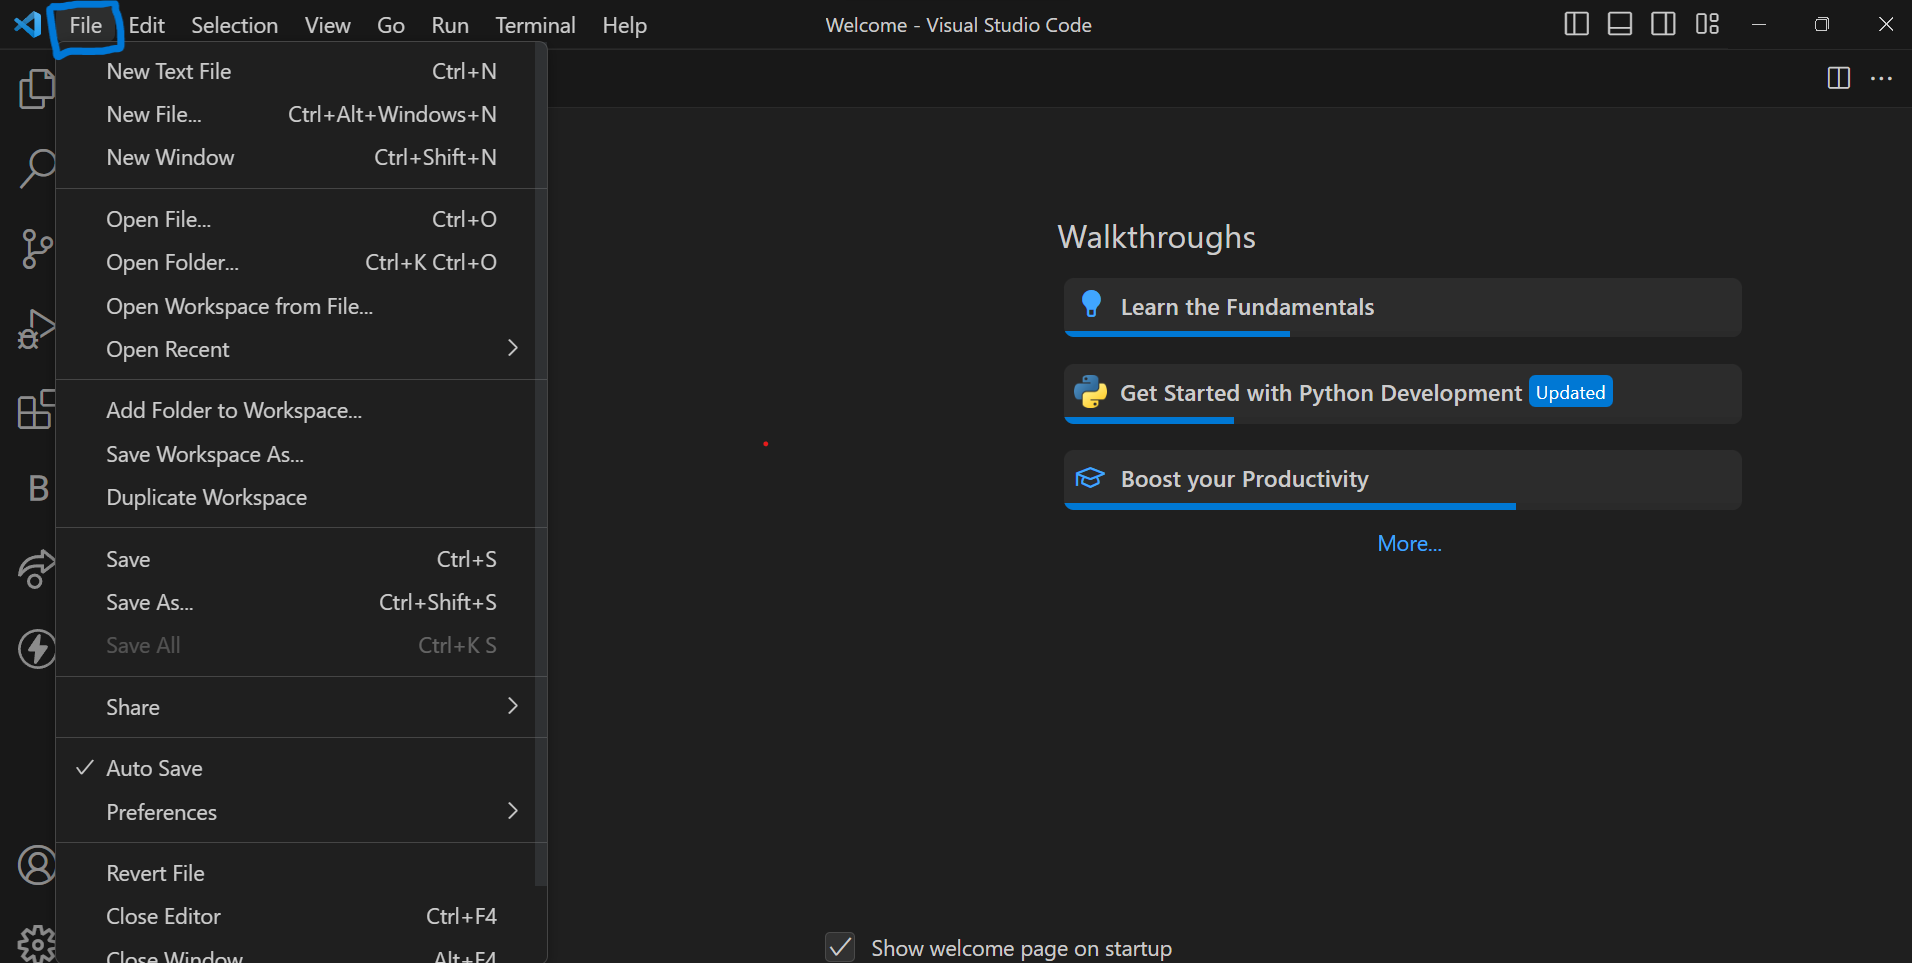 File Edit Selection View Go Run Terminal Help
Welcome - Visual Studio Code
New Text File Ctrl+N
New File... Ctrl+Alt+Windows+N
New Window Ctrl+Shift+N
Open File... Ctrl+O
Open Folder... Ctrl+K Ctrl+O
Open Workspace from File...
Open Recent
Add Folder to Workspace...
Save Workspace As...
Duplicate Workspace
Save Ctrl+S
Save As... Ctrl+Shift+S
Save All Ctrl+K S
Share
Auto Save
Preferences
Revert File
Close Editor Ctrl+F4
Close Window Alt+F4
B
Walkthroughs
Learn the Fundamentals
Get Started with Python Development Updated
Boost your Productivity
More...
Show welcome page on startup